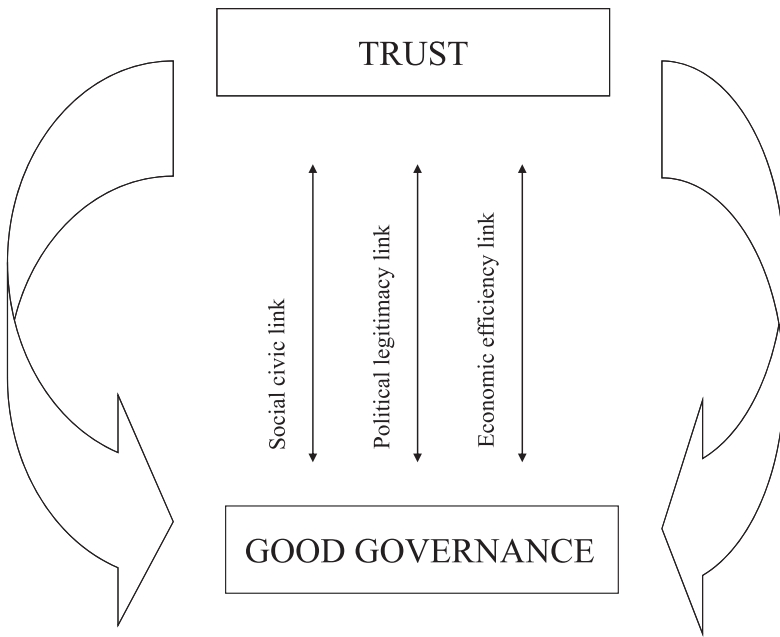 TRUST
Social civic link
Political legitimacy link
Economic efficiency link
GOOD GOVERNANCE